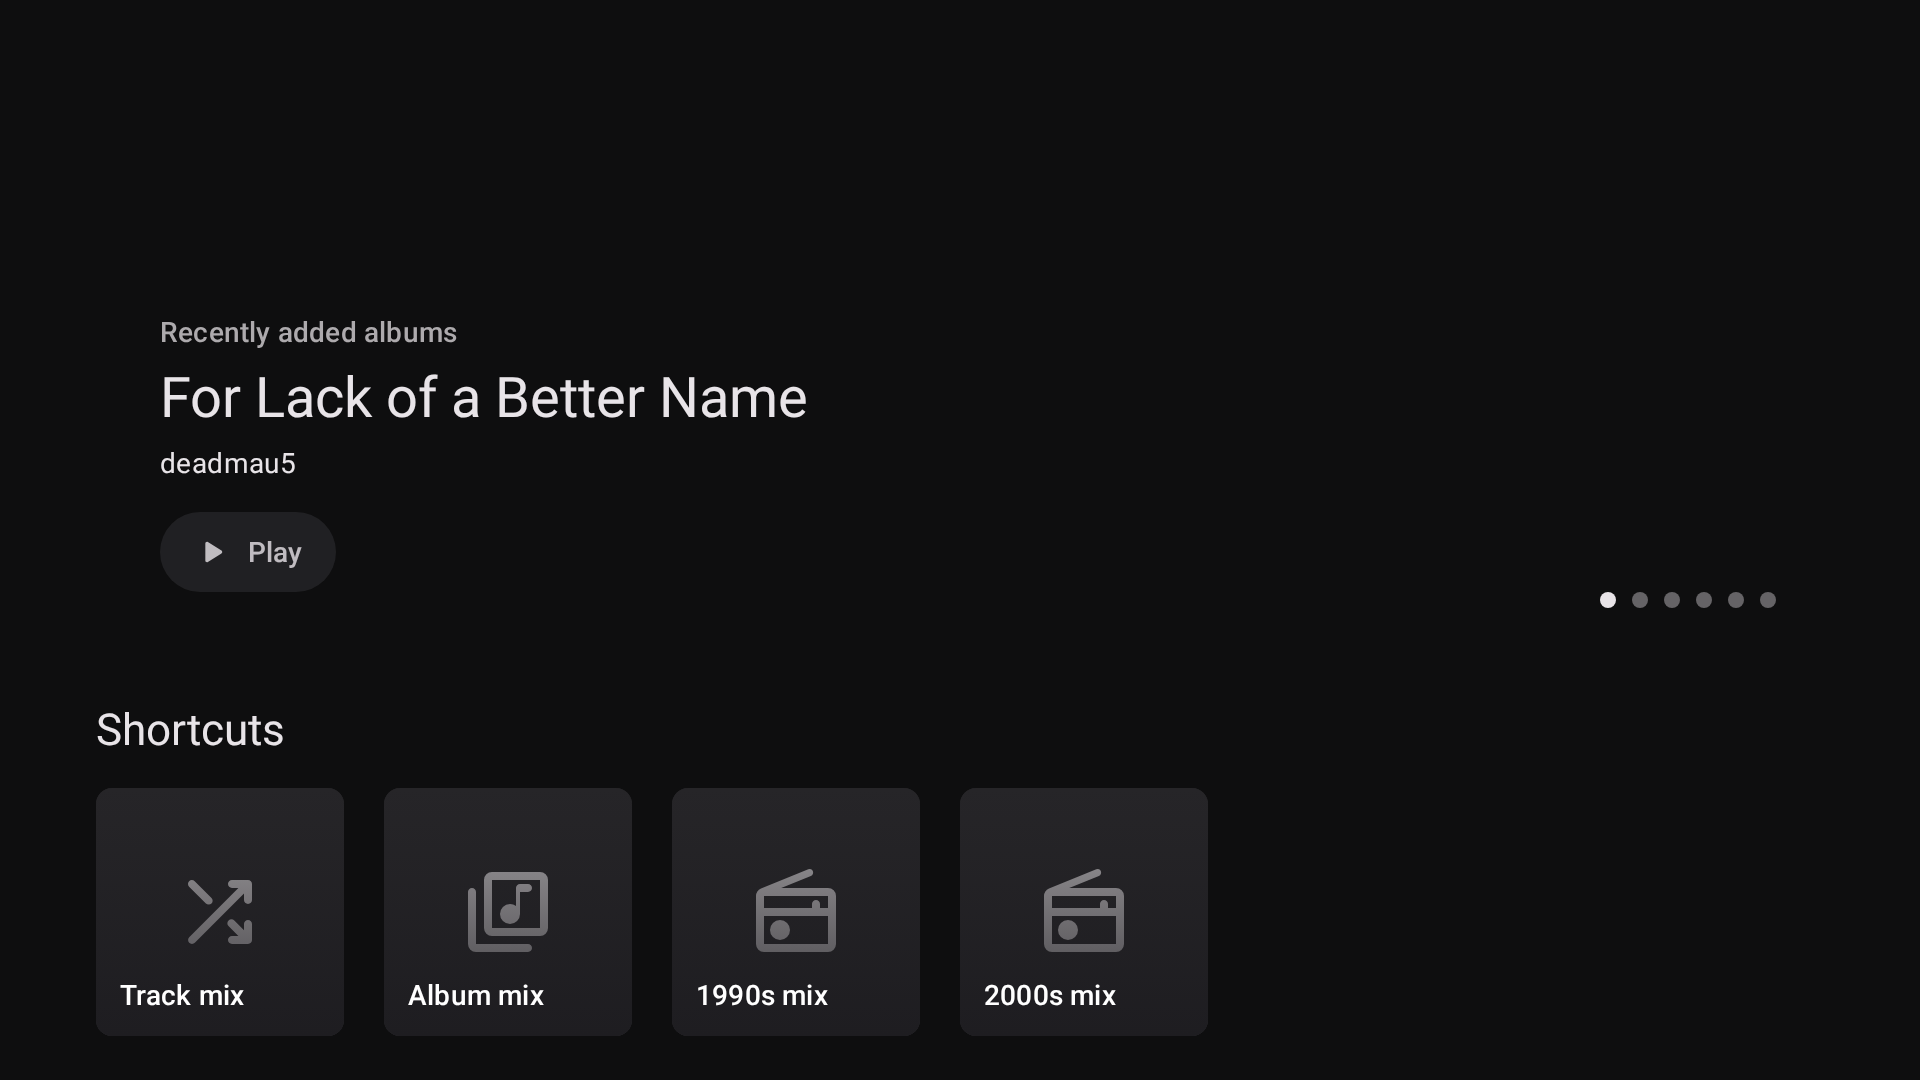 Recently added albums
For Lack of a Better Name
deadmau5
Play
Shortcuts
Track mix
Album mix
1990s mix
2000s mix